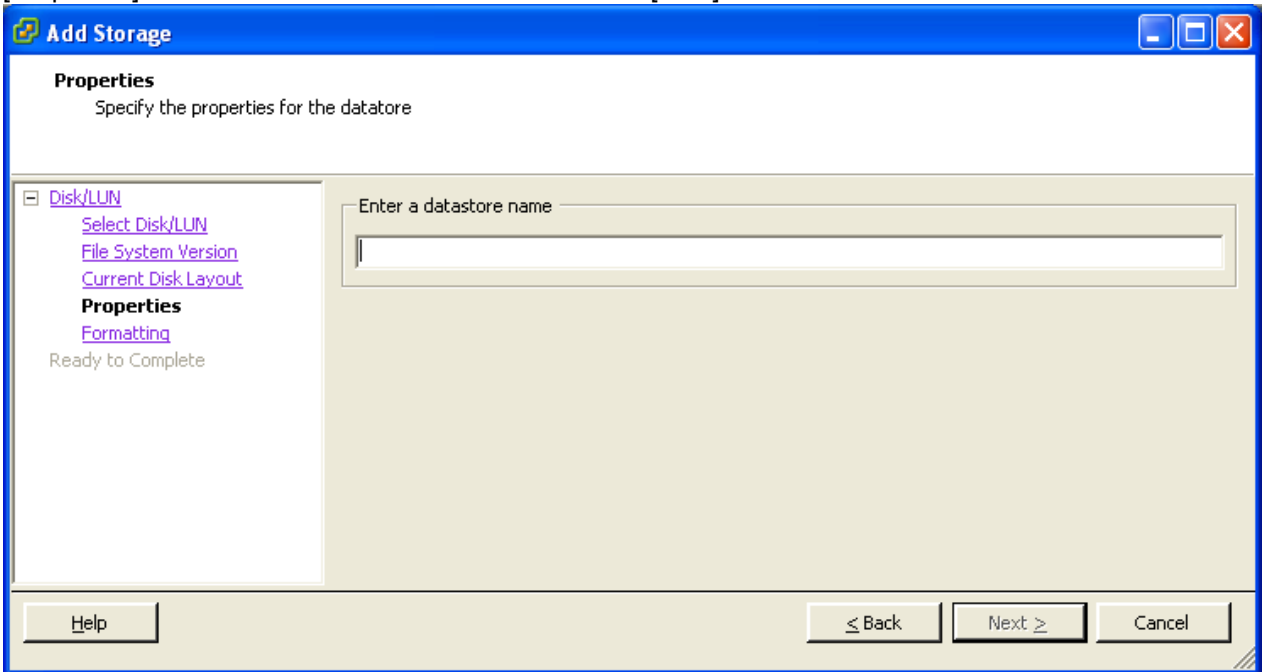 Add Storage
Properties
Specify the properties for the datatore
Disk/LUN
Select Disk/LUN
File System Version
Current Disk Layout
Properties
Formatting
Ready to Complete
Enter a datastore name
Help
< Back
Next >
Cancel